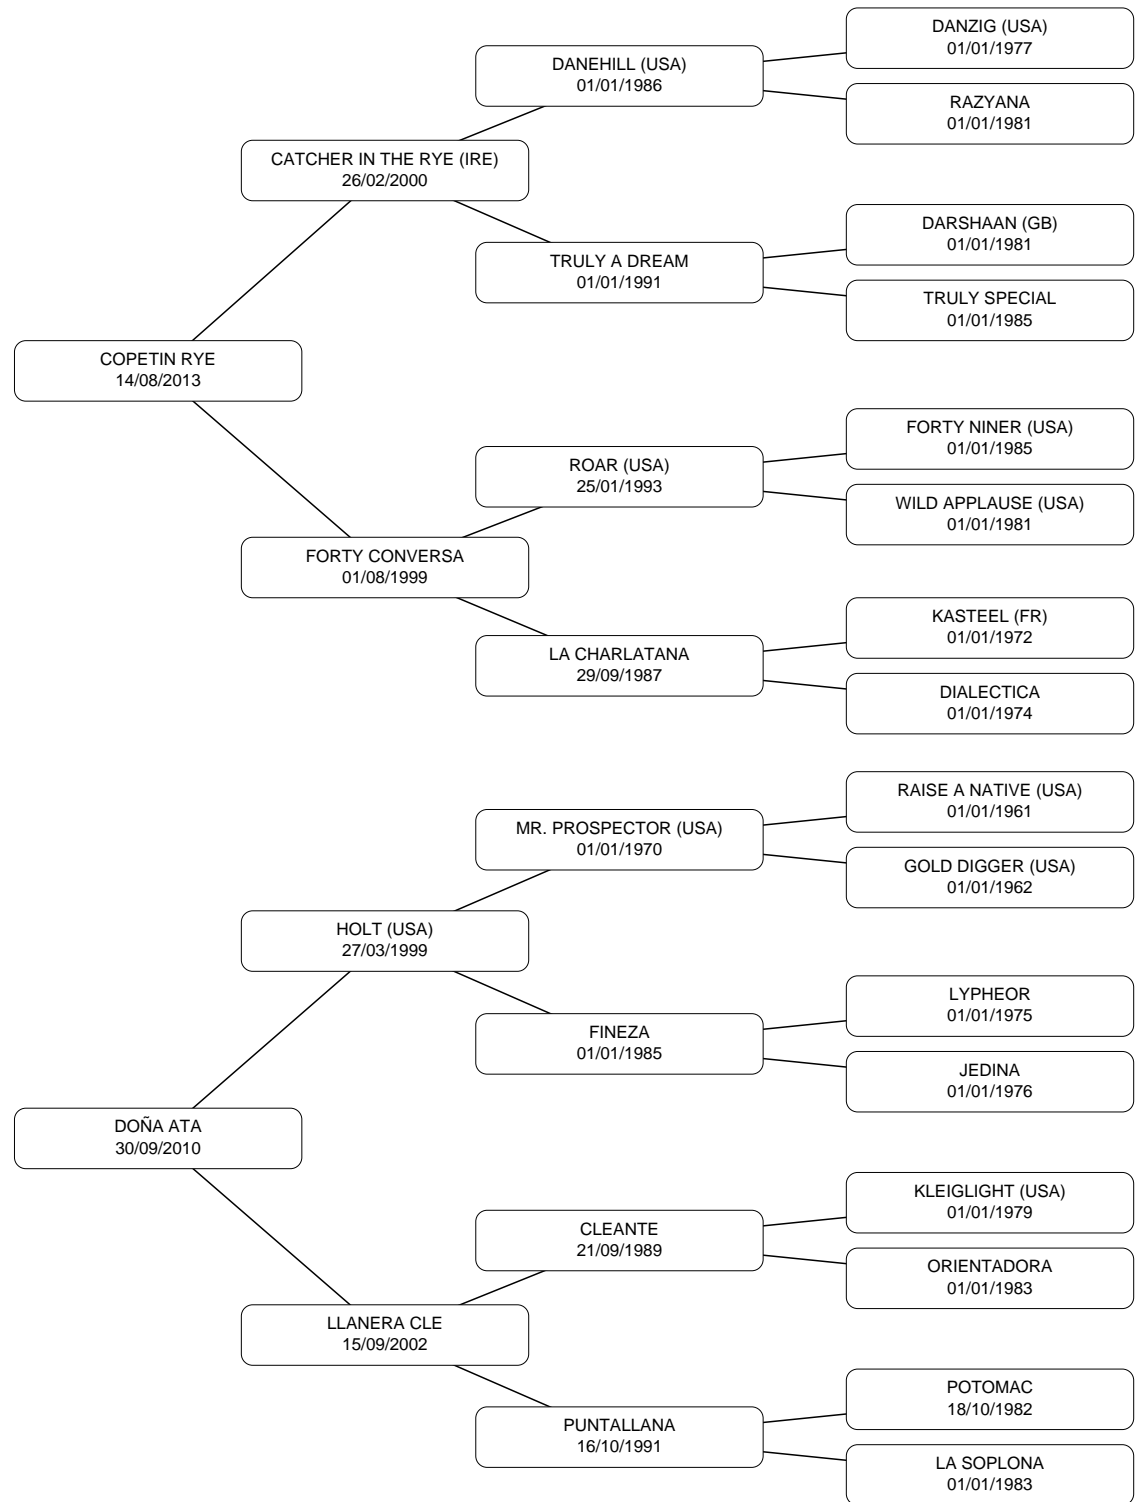 DANZIG (USA)
01/01/1977
DANEHILL (USA)
01/01/1986
RAZYANA
01/01/1981
CATCHER IN THE RYE (IRE)
26/02/2000
DARSHAAN (GB)
01/01/1981
TRULY A DREAM
01/01/1991
TRULY SPECIAL
01/01/1985
COPETIN RYE
14/08/2013
FORTY NINER (USA)
01/01/1985
ROAR (USA)
25/01/1993
WILD APPLAUSE (USA)
01/01/1981
FORTY CONVERSA
01/08/1999
KASTEEL (FR)
01/01/1972
LA CHARLATANA
29/09/1987
DIALECTICA
01/01/1974
RAISE A NATIVE (USA)
01/01/1961
MR. PROSPECTOR (USA)
01/01/1970
GOLD DIGGER (USA)
01/01/1962
HOLT (USA)
27/03/1999
LYPHEOR
01/01/1975
FINEZA
01/01/1985
JEDINA
01/01/1976
DOÑA ATA
30/09/2010
KLEIGLIGHT (USA)
01/01/1979
CLEANTE
21/09/1989
ORIENTADORA
01/01/1983
LLANERA CLE
15/09/2002
POTOMAC
18/10/1982
PUNTALLANA
16/10/1991
LA SOPLONA
01/01/1983